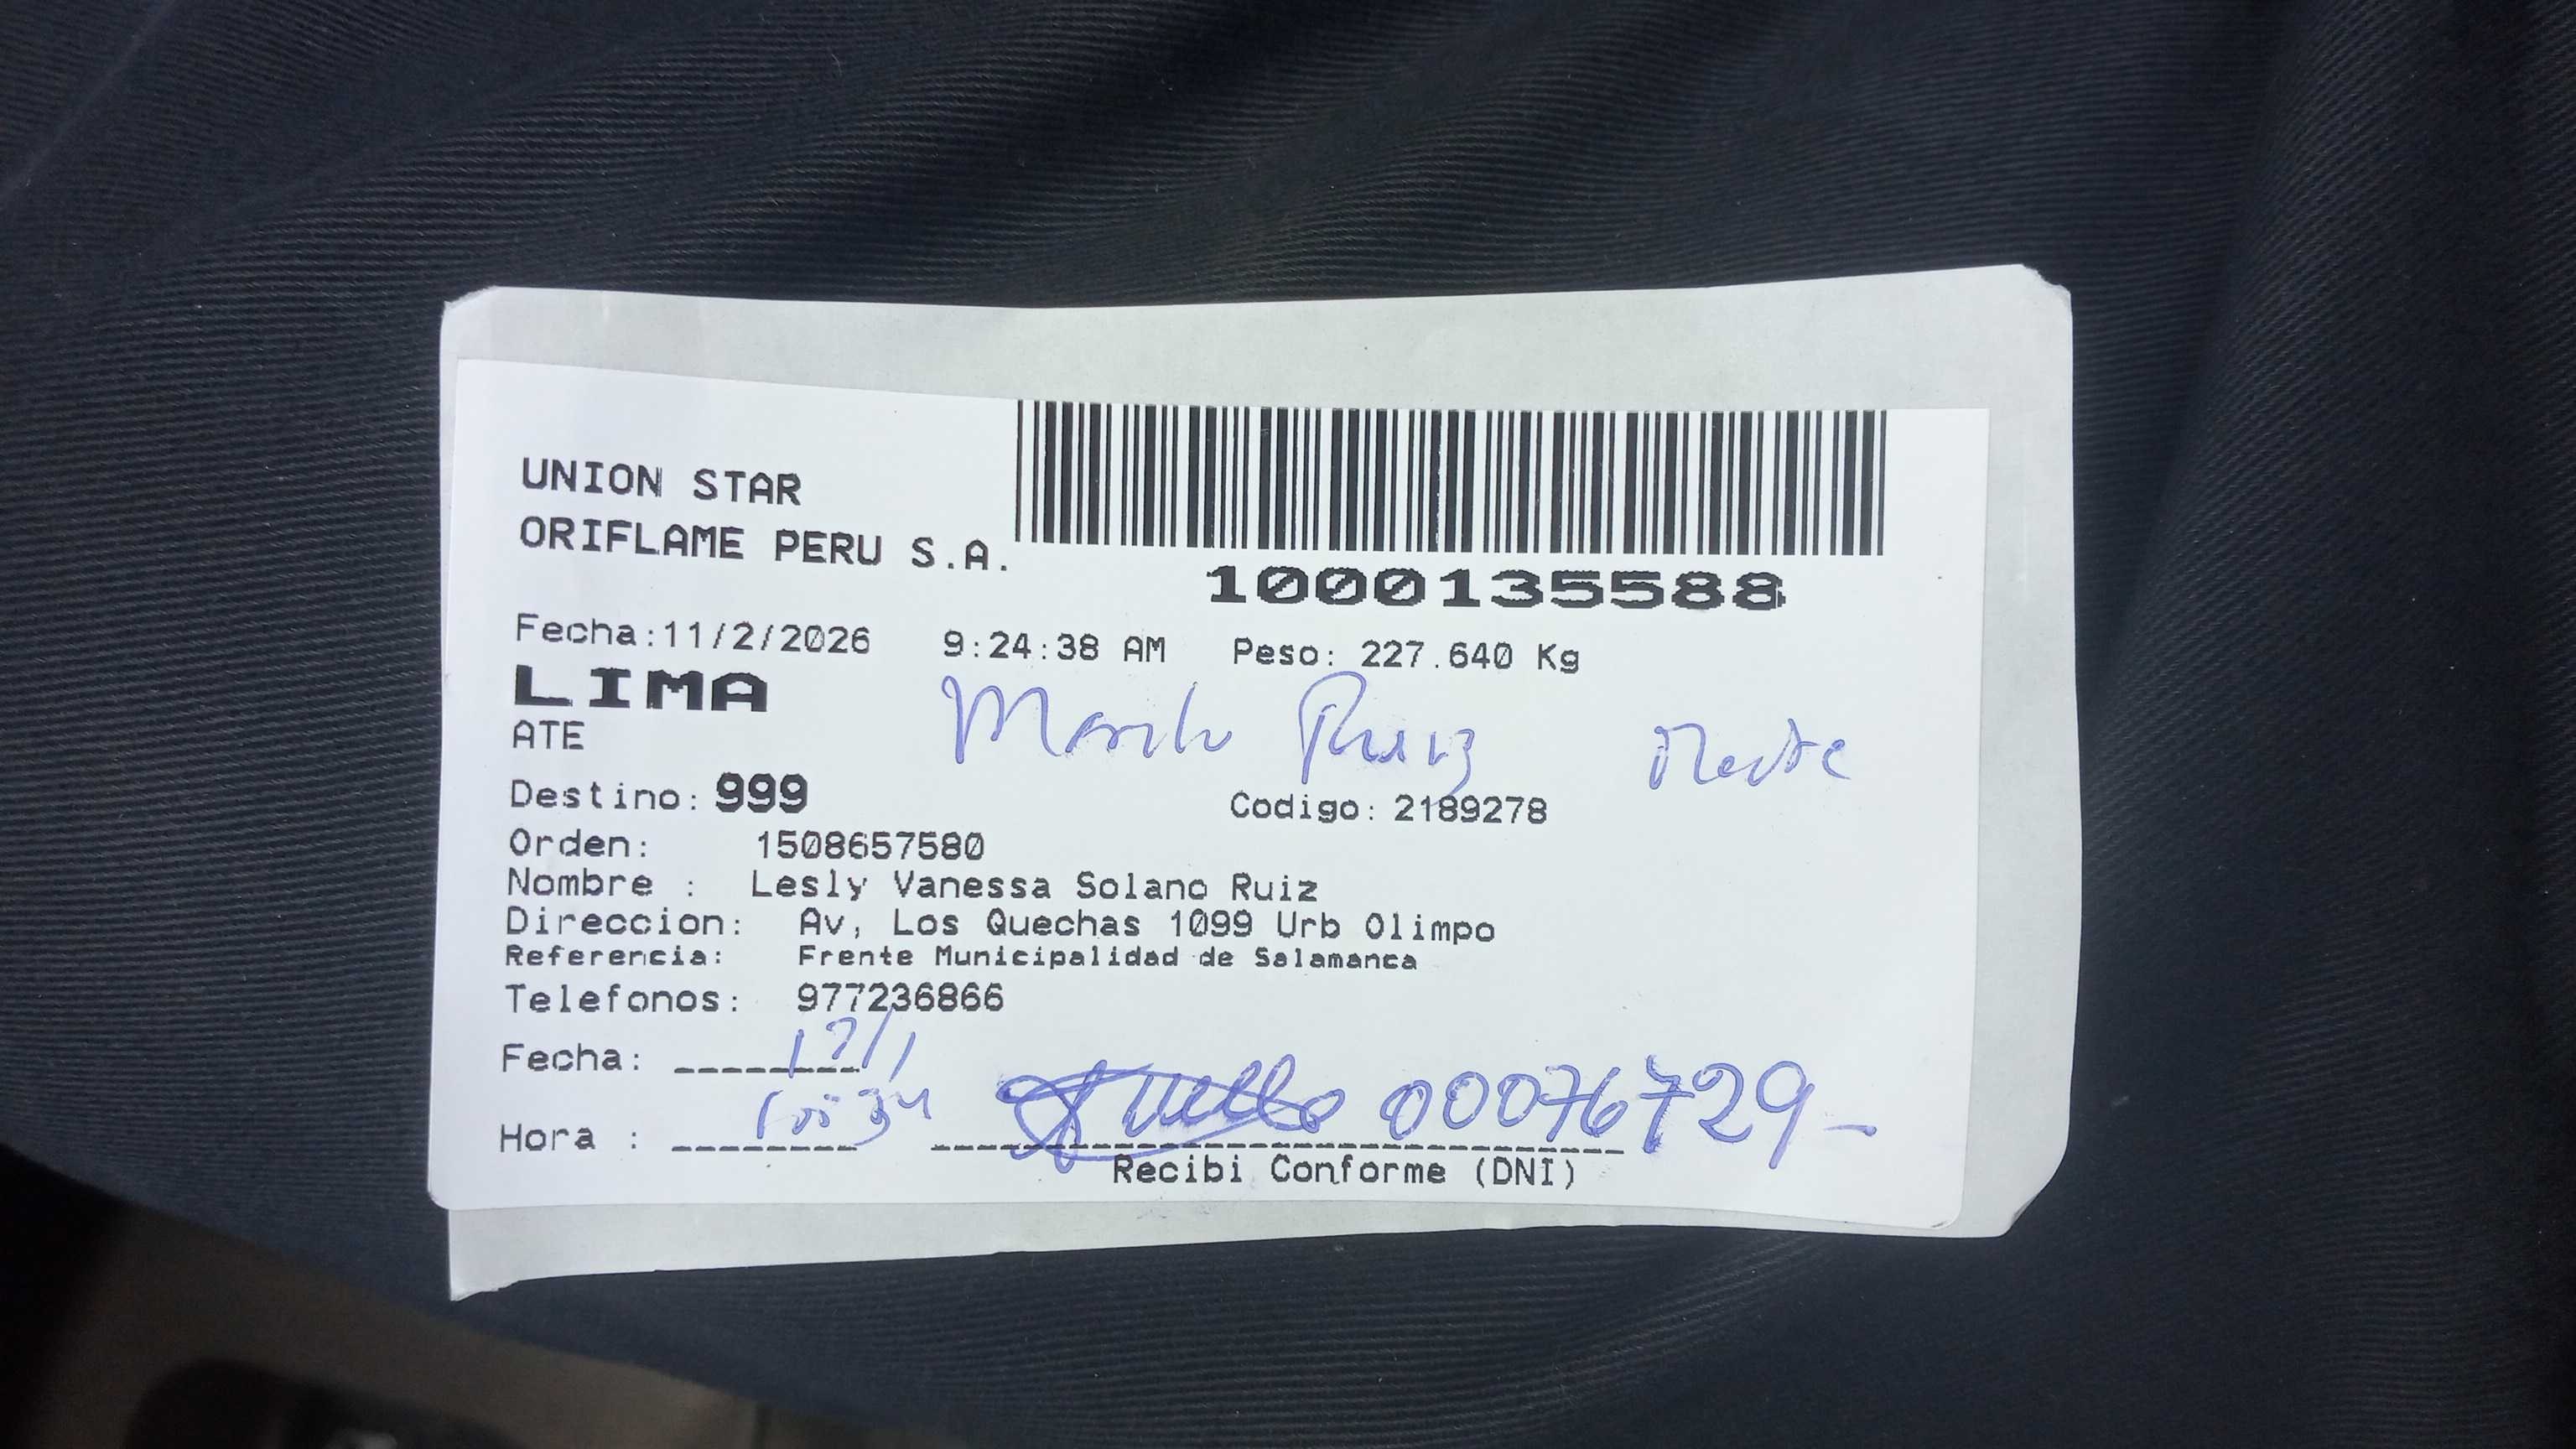 UNION STAR
ORIFLAME PERU S.A.
1000135588
Fecha:11/2/2026 9:24:38 AM Peso: 227.640 Kg
LIMA
ATE
Ruiz
Destino: 999 Codigo: 2189278
Orden: 1508657580
Nombre : Lesly Vanessa Solano Ruiz
Direccion: Av, Los Quechas 1099 Urb Olimpo
Referencia: Frente Municipalidad de Salamanca
Telefonos: 977236866
Fecha:
Hora : 00076729-
Recibi Conforme (DNI)